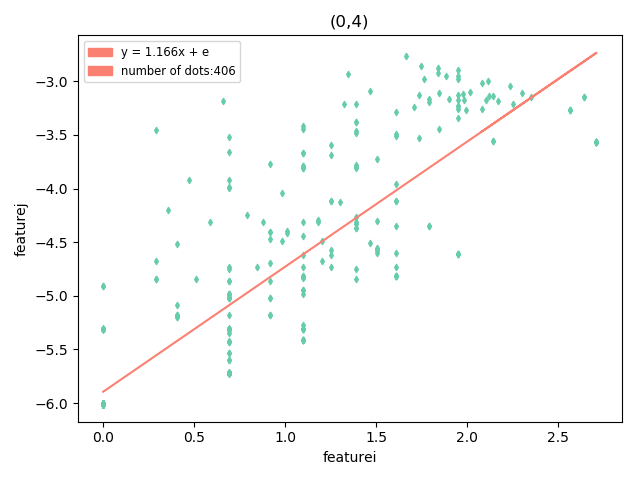 (0,4)
y = 1.166x + e
number of dots:406
featurej
−3.0
−3.5
−4.0
−4.5
−5.0
−5.5
−6.0
0.0 0.5 1.0 1.5 2.0 2.5
featurei